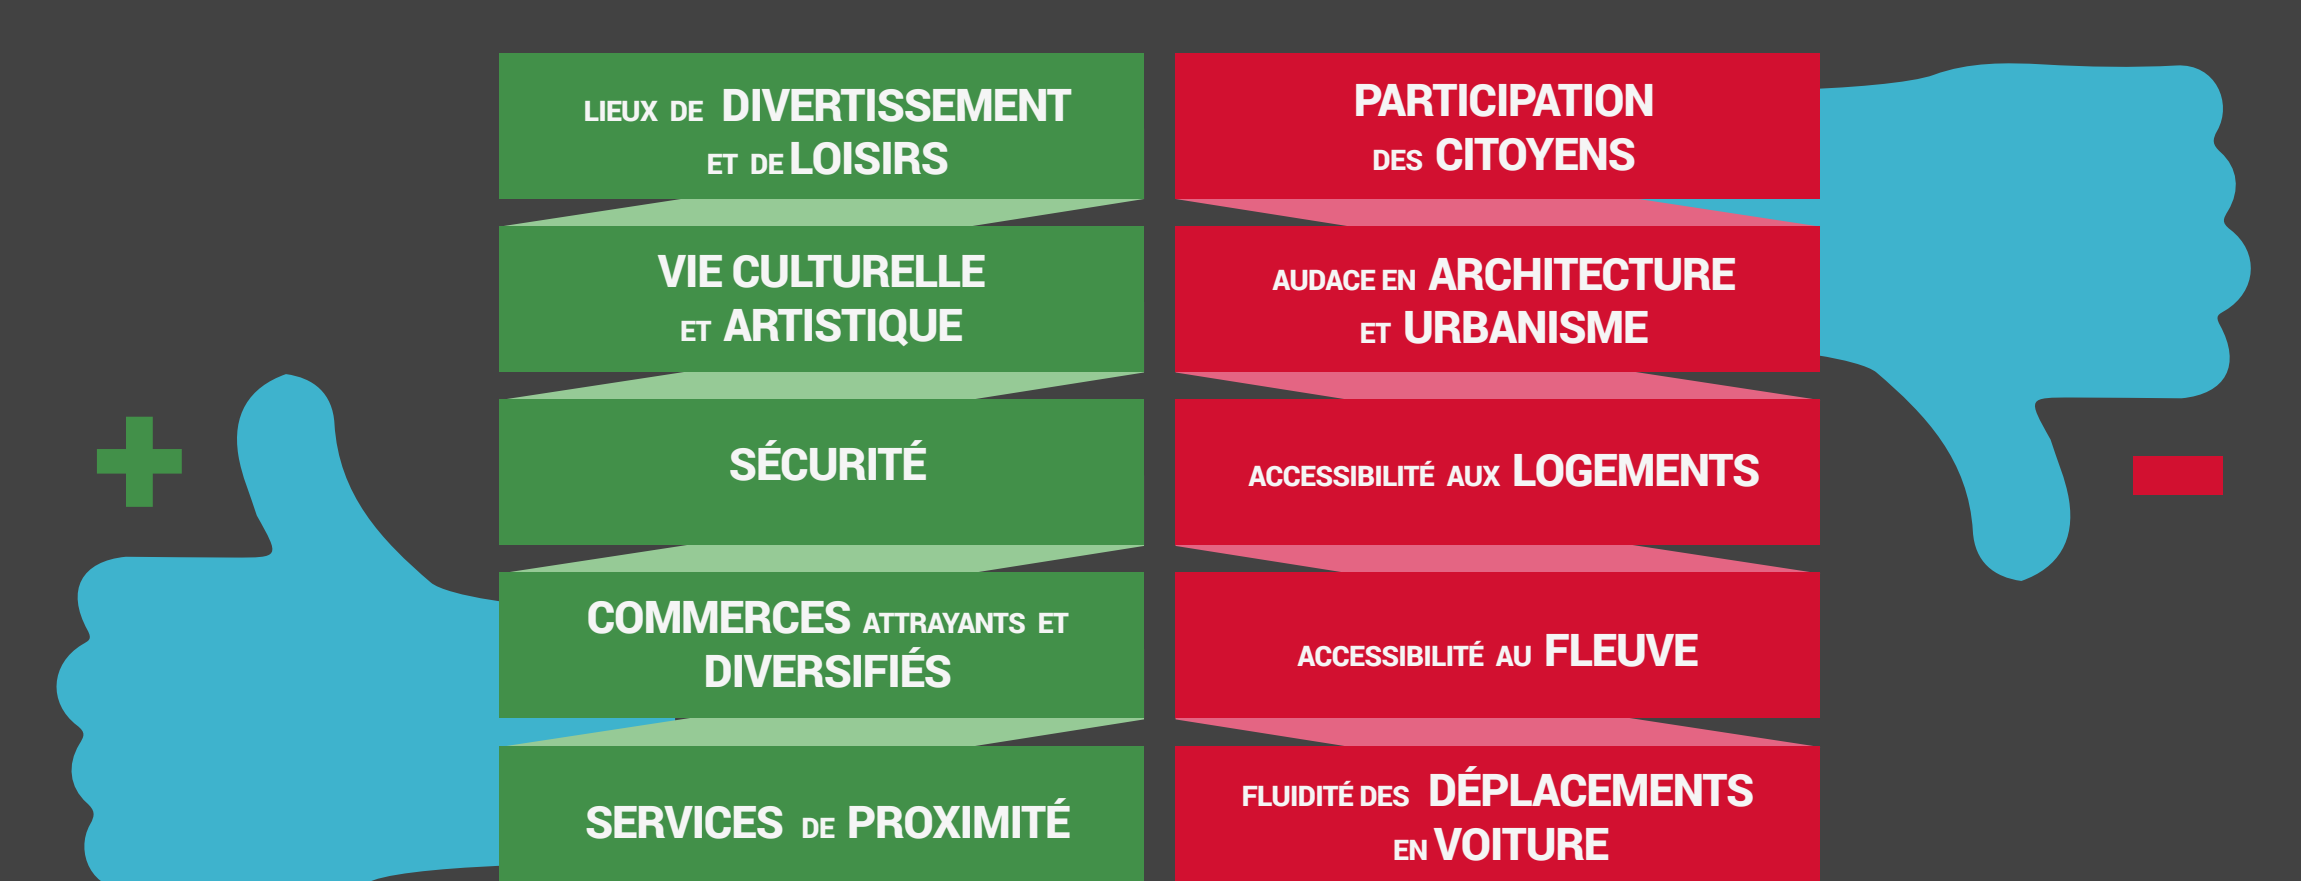 LIEUX DE DIVERTISSEMENT
ET DE LOISIRS
VIE CULTURELLE
ET ARTISTIQUE
SÉCURITÉ
COMMERCES ATTRAYANTS ET
DIVERSIFIÉS
SERVICES DE PROXIMITÉ
PARTICIPATION
DES CITOYENS
AUDACE EN ARCHITECTURE
ET URBANISME
ACCESSIBILITÉ AUX LOGEMENTS
ACCESSIBILITÉ AU FLEUVE
FLUIDITÉ DES DÉPLACEMENTS
EN VOITURE